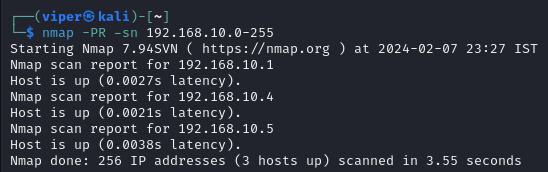 ┌──(viper㉿kali)-[~]
└─$ nmap -PR -sn 192.168.10.0-255
Starting Nmap 7.94SVN ( https://nmap.org ) at 2024-02-07 23:27 IST
Nmap scan report for 192.168.10.1
Host is up (0.0027s latency).
Nmap scan report for 192.168.10.4
Host is up (0.0021s latency).
Nmap scan report for 192.168.10.5
Host is up (0.0038s latency).
Nmap done: 256 IP addresses (3 hosts up) scanned in 3.55 seconds